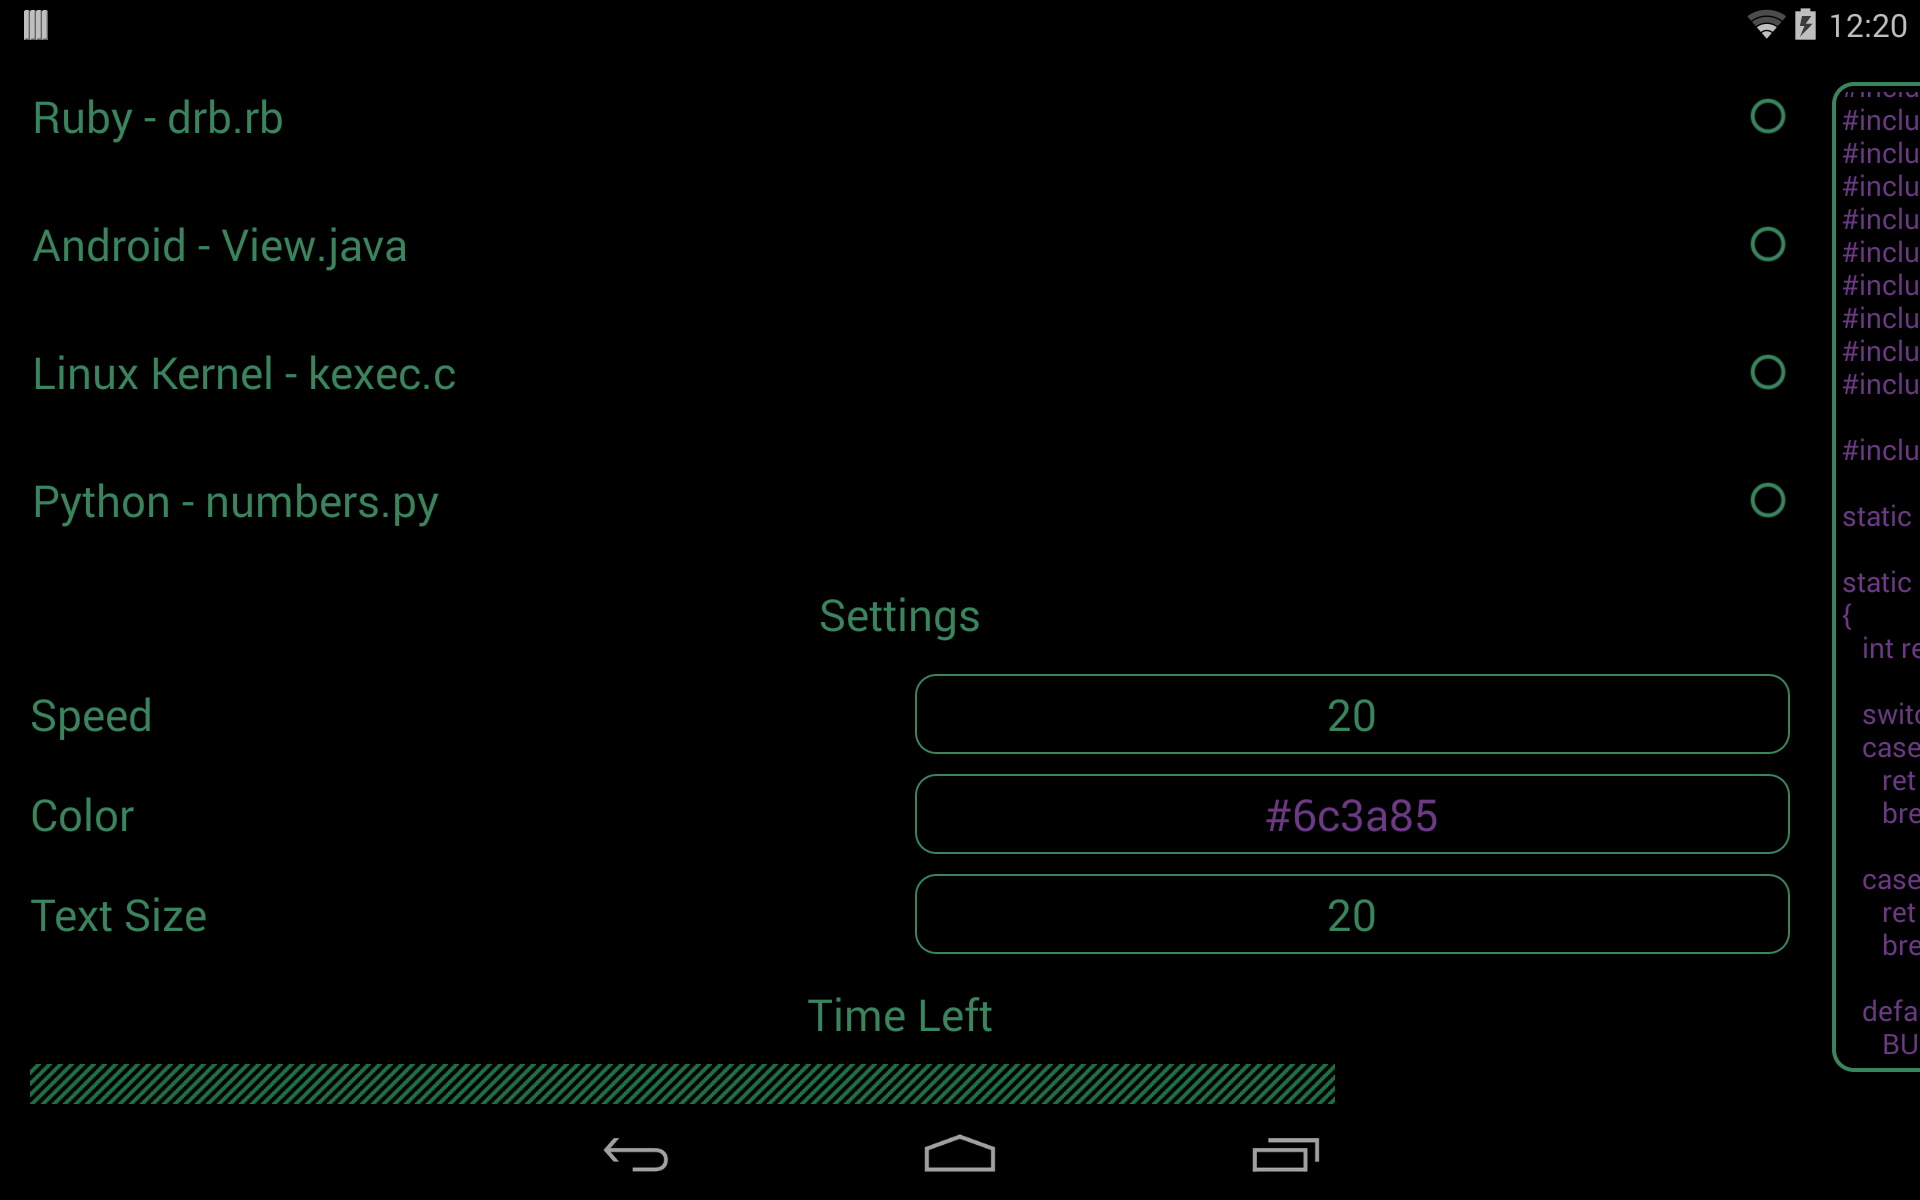 12:20
Ruby - drb.rb
Android - View.java
Linux Kernel - kexec.c
Python - numbers.py
Settings
Speed
20
Color
#6c3a85
Text Size
20
Time Left
#inclu
#inclu
#inclu
#inclu
#inclu
#inclu
#inclu
#inclu
#inclu
#inclu
static
static
{
int re
switc
case
ret
bre
case
ret
bre
defa
BU